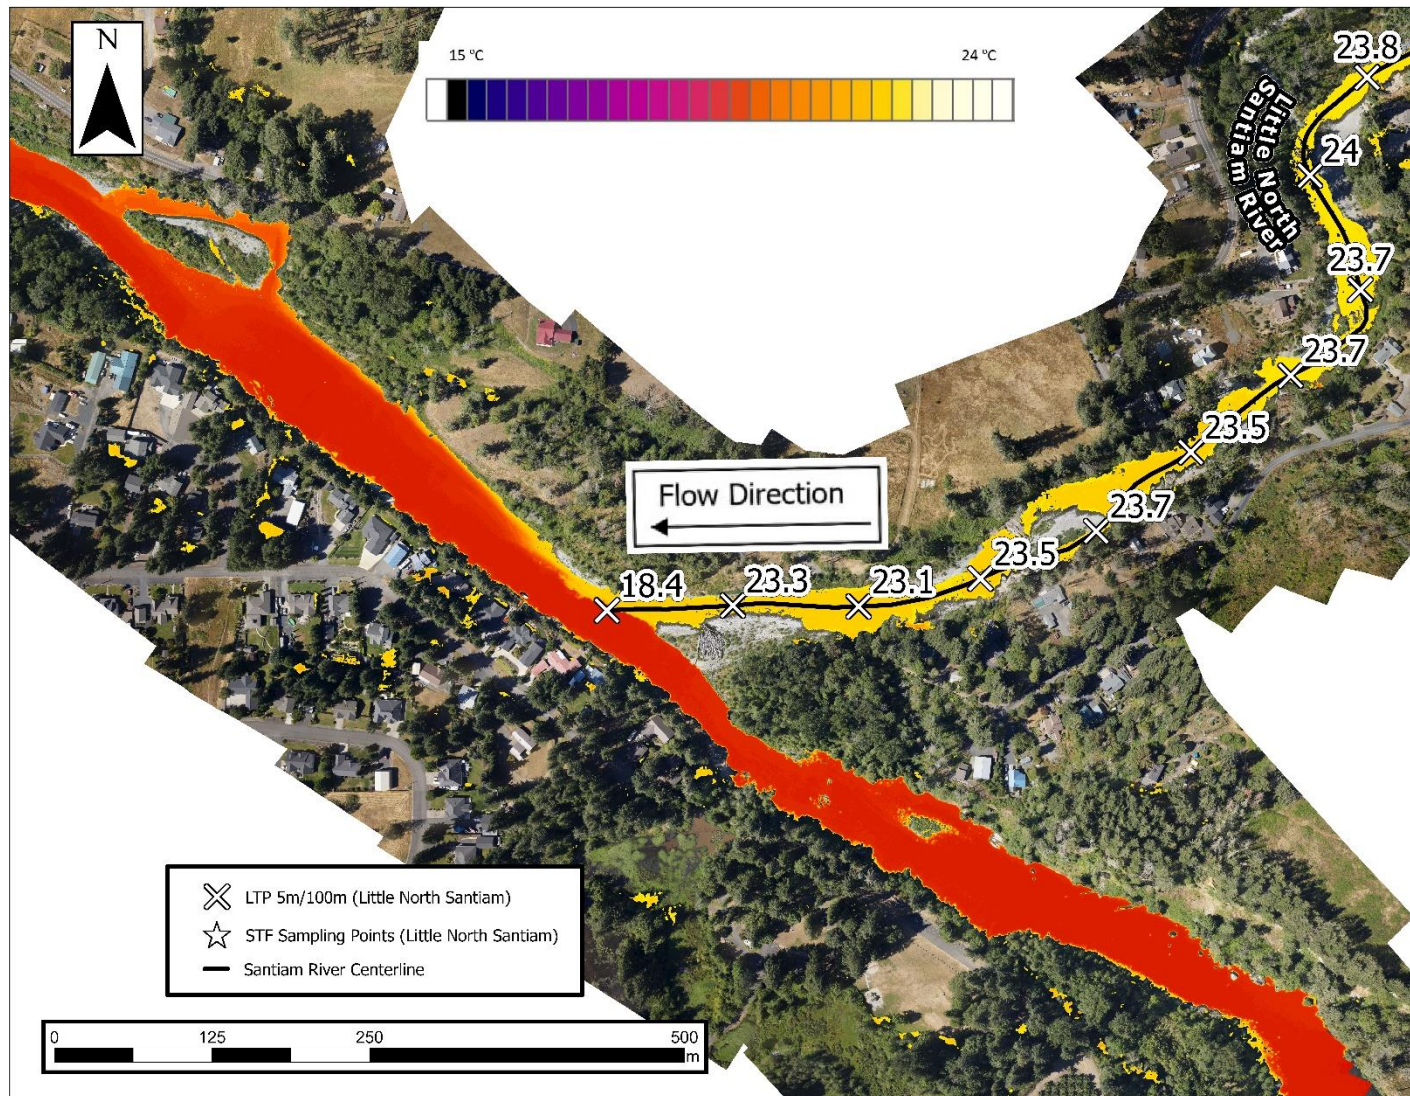 N
15 °C
24 °C
23.8
24
Little North
Santiam River
23.7
23.7
23.5
23.7
23.5
23.1
23.3
18.4
Flow Direction
LTP 5m/100m (Little North Santiam)
STF Sampling Points (Little North Santiam)
Santiam River Centerline
0
125
250
500
m